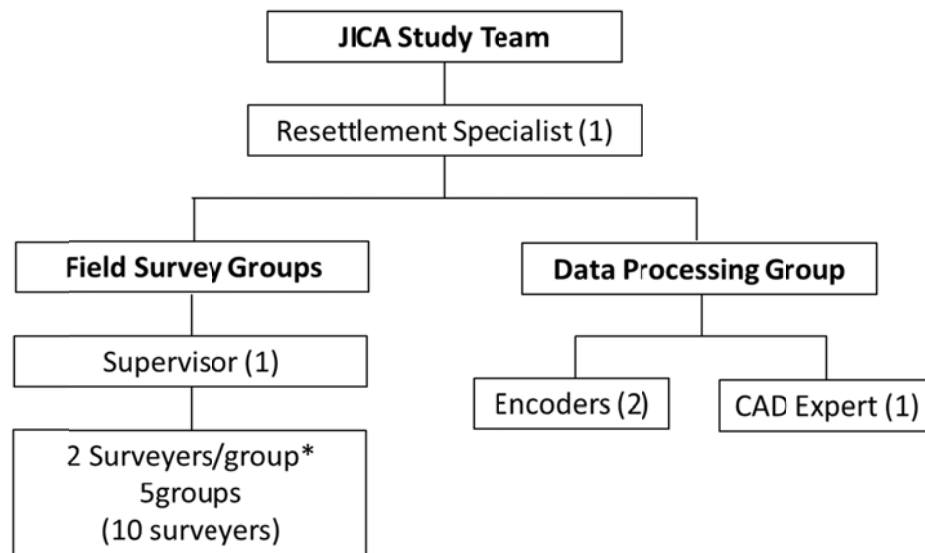 JICA Study Team
Resettlement Specialist (1)
Field Survey Groups
Data Processing Group
Supervisor (1)
Encoders (2)
CAD Expert (1)
2 Surveyers/group*
5groups
(10 surveyers)